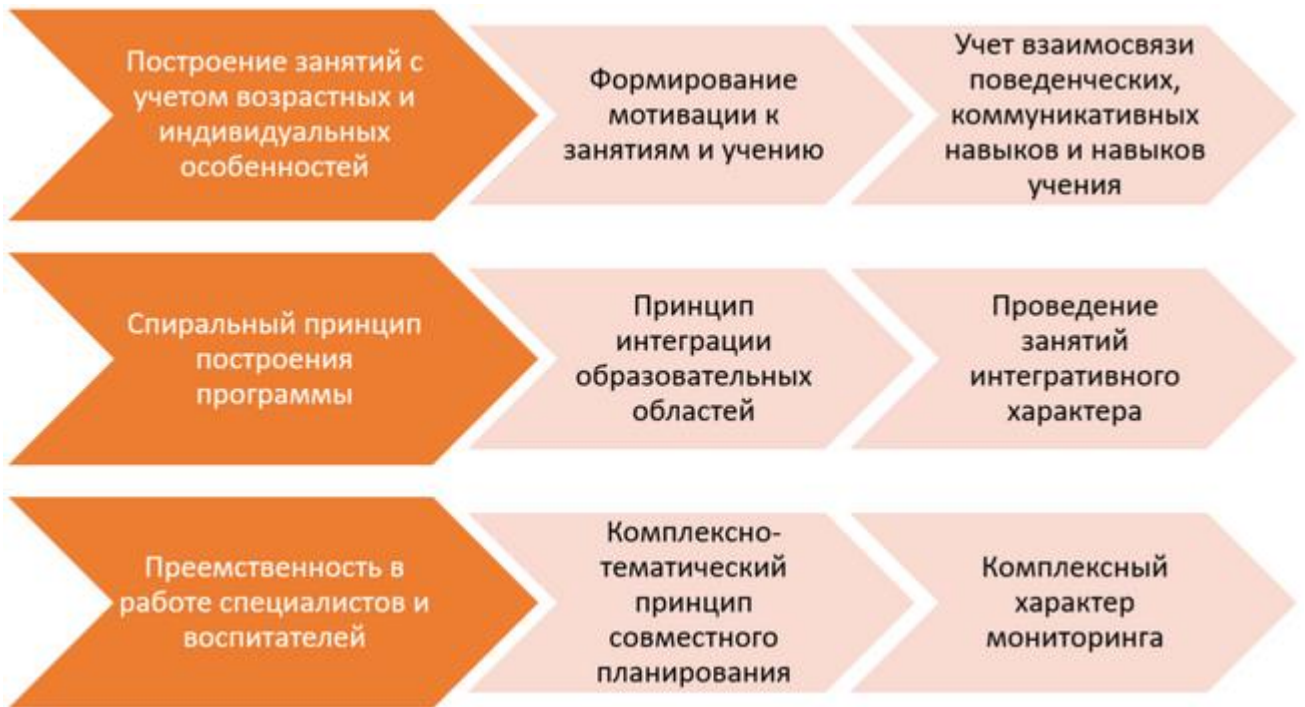 Построение занятий с
учетом возрастных и
индивидуальных
особенностей
Формирование
мотивации к
занятиям и учению
Учет взаимосвязи
поведенческих,
коммуникативных
навыков и навыков
учения
Спиральный принцип
построения
программы
Принцип
интеграции
образовательных
областей
Проведение
занятий
интегративного
характера
Преемственность в
работе специалистов и
воспитателей
Комплексно-
тематический
принцип
совместного
планирования
Комплексный
характер
мониторинга